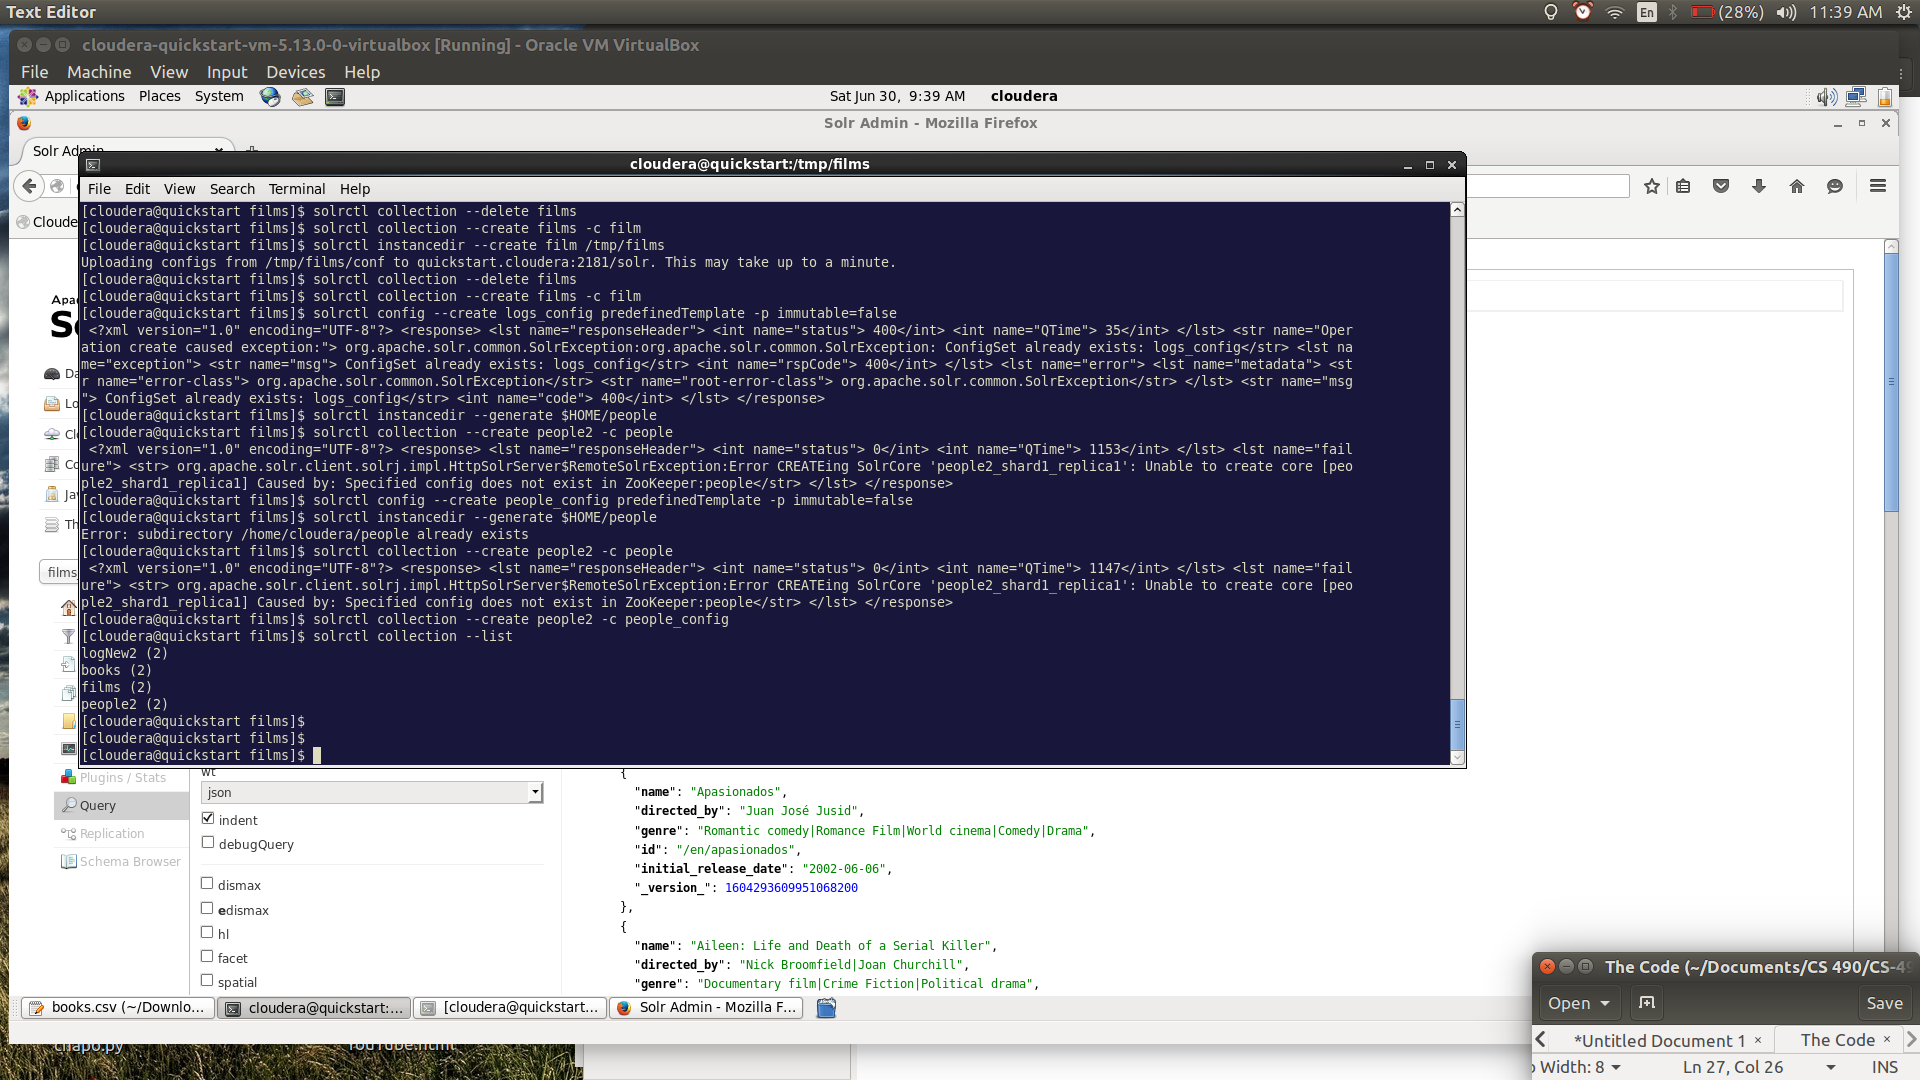 Text Editor
En
(28%)
11:39 AM
cloudera-quickstart-vm-5.13.0-0-virtualbox [Running] - Oracle VM VirtualBox
File Machine View Input Devices Help
Applications Places System
Sat Jun 30, 9:39 AM
cloudera
Solr Admin - Mozilla Firefox
Solr Admin
cloudera@quickstart:/tmp/films
File Edit View Search Terminal Help
[cloudera@quickstart films]$ solrctl collection --delete films
[cloudera@quickstart films]$ solrctl collection --create films -c film
[cloudera@quickstart films]$ solrctl instancedir --create film /tmp/films
Uploading configs from /tmp/films/conf to quickstart.cloudera:2181/solr. This may take up to a minute.
[cloudera@quickstart films]$ solrctl collection --delete films
[cloudera@quickstart films]$ solrctl collection --create films -c film
[cloudera@quickstart films]$ solrctl config --create logs_config predefinedTemplate -p immutable=false
<?xml version="1.0" encoding="UTF-8"?> <response> <lst name="responseHeader"> <int name="status"> 400</int> <int name="QTime"> 35</int> </lst> <str name="Oper
ation create caused exception:"> org.apache.solr.common.SolrException:org.apache.solr.common.SolrException: ConfigSet already exists: logs_config</str> <lst na
me="exception"> <str name="msg"> ConfigSet already exists: logs_config</str> <int name="rspCode"> 400</int> </lst> <lst name="error"> <lst name="metadata"> <st
r name="error-class"> org.apache.solr.common.SolrException</str> <str name="root-error-class"> org.apache.solr.common.SolrException</str> </lst> <str name="msg
"> ConfigSet already exists: logs_config</str> <int name="code"> 400</int> </lst> </response>
[cloudera@quickstart films]$ solrctl instancedir --generate $HOME/people
[cloudera@quickstart films]$ solrctl collection --create people2 -c people
<?xml version="1.0" encoding="UTF-8"?> <response> <lst name="responseHeader"> <int name="status"> 0</int> <int name="QTime"> 1153</int> </lst> <lst name="fail
ure"> <str> org.apache.solr.client.solrj.impl.HttpSolrServer$RemoteSolrException:Error CREATEing SolrCore 'people2_shard1_replica1': Unable to create core [peo
ple2_shard1_replica1] Caused by: Specified config does not exist in ZooKeeper:people</str> </lst> </response>
[cloudera@quickstart films]$ solrctl config --create people_config predefinedTemplate -p immutable=false
[cloudera@quickstart films]$ solrctl instancedir --generate $HOME/people
Error: subdirectory /home/cloudera/people already exists
[cloudera@quickstart films]$ solrctl collection --create people2 -c people
<?xml version="1.0" encoding="UTF-8"?> <response> <lst name="responseHeader"> <int name="status"> 0</int> <int name="QTime"> 1147</int> </lst> <lst name="fail
ure"> <str> org.apache.solr.client.solrj.impl.HttpSolrServer$RemoteSolrException:Error CREATEing SolrCore 'people2_shard1_replica1': Unable to create core [peo
ple2_shard1_replica1] Caused by: Specified config does not exist in ZooKeeper:people</str> </lst> </response>
[cloudera@quickstart films]$ solrctl collection --create people2 -c people_config
[cloudera@quickstart films]$ solrctl collection --list
logNew2 (2)
books (2)
films (2)
people2 (2)
[cloudera@quickstart films]$
[cloudera@quickstart films]$
[cloudera@quickstart films]$
Cloude
Apac
So
Da
Lo
Cl
Co
Jav
Th
films_
Plugins / Stats
Query
Replication
Schema Browser
wt
json
indent
debugQuery
dismax
edismax
hl
facet
spatial
{
"name": "Apasionados",
"directed_by": "Juan José Jusid",
"genre": "Romantic comedy|Romance Film|World cinema|Comedy|Drama",
"id": "/en/apasionados",
"initial_release_date": "2002-06-06",
"_version_": 1604293609951068200
},
{
"name": "Aileen: Life and Death of a Serial Killer",
"directed_by": "Nick Broomfield|Joan Churchill",
"genre": "Documentary film|Crime Fiction|Political drama",
books.csv (~/Downlo...
cloudera@quickstart:...
[cloudera@quickstart...
Solr Admin - Mozilla F...
chapo.py
YouTube.html
The Code (~/Documents/CS 490/CS-49
Open
Save
*Untitled Document 1 ×
The Code ×
Width: 8
Ln 27, Col 26
INS